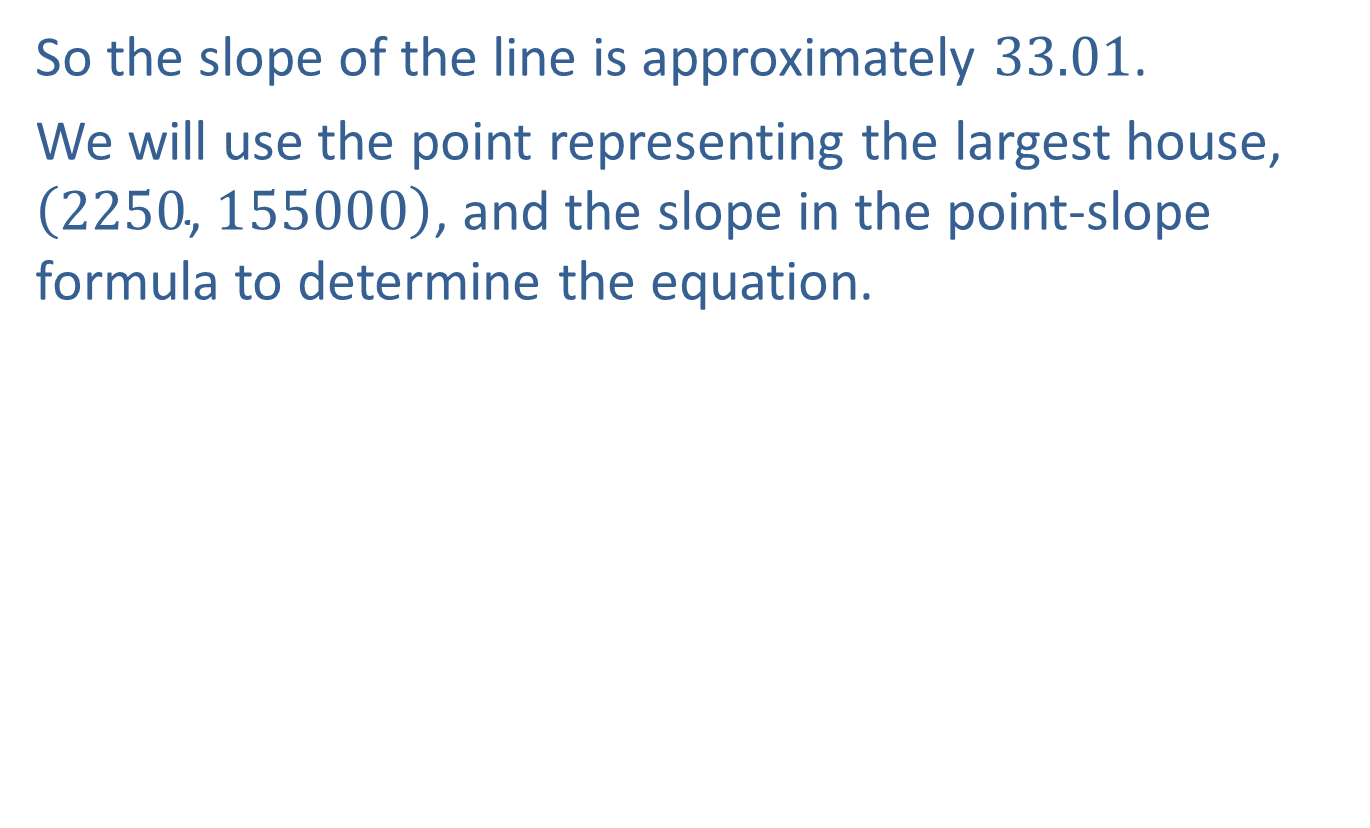 So the slope of the line is approximately 33.01.
We will use the point representing the largest house,
(2250, 155000), and the slope in the point-slope
formula to determine the equation.